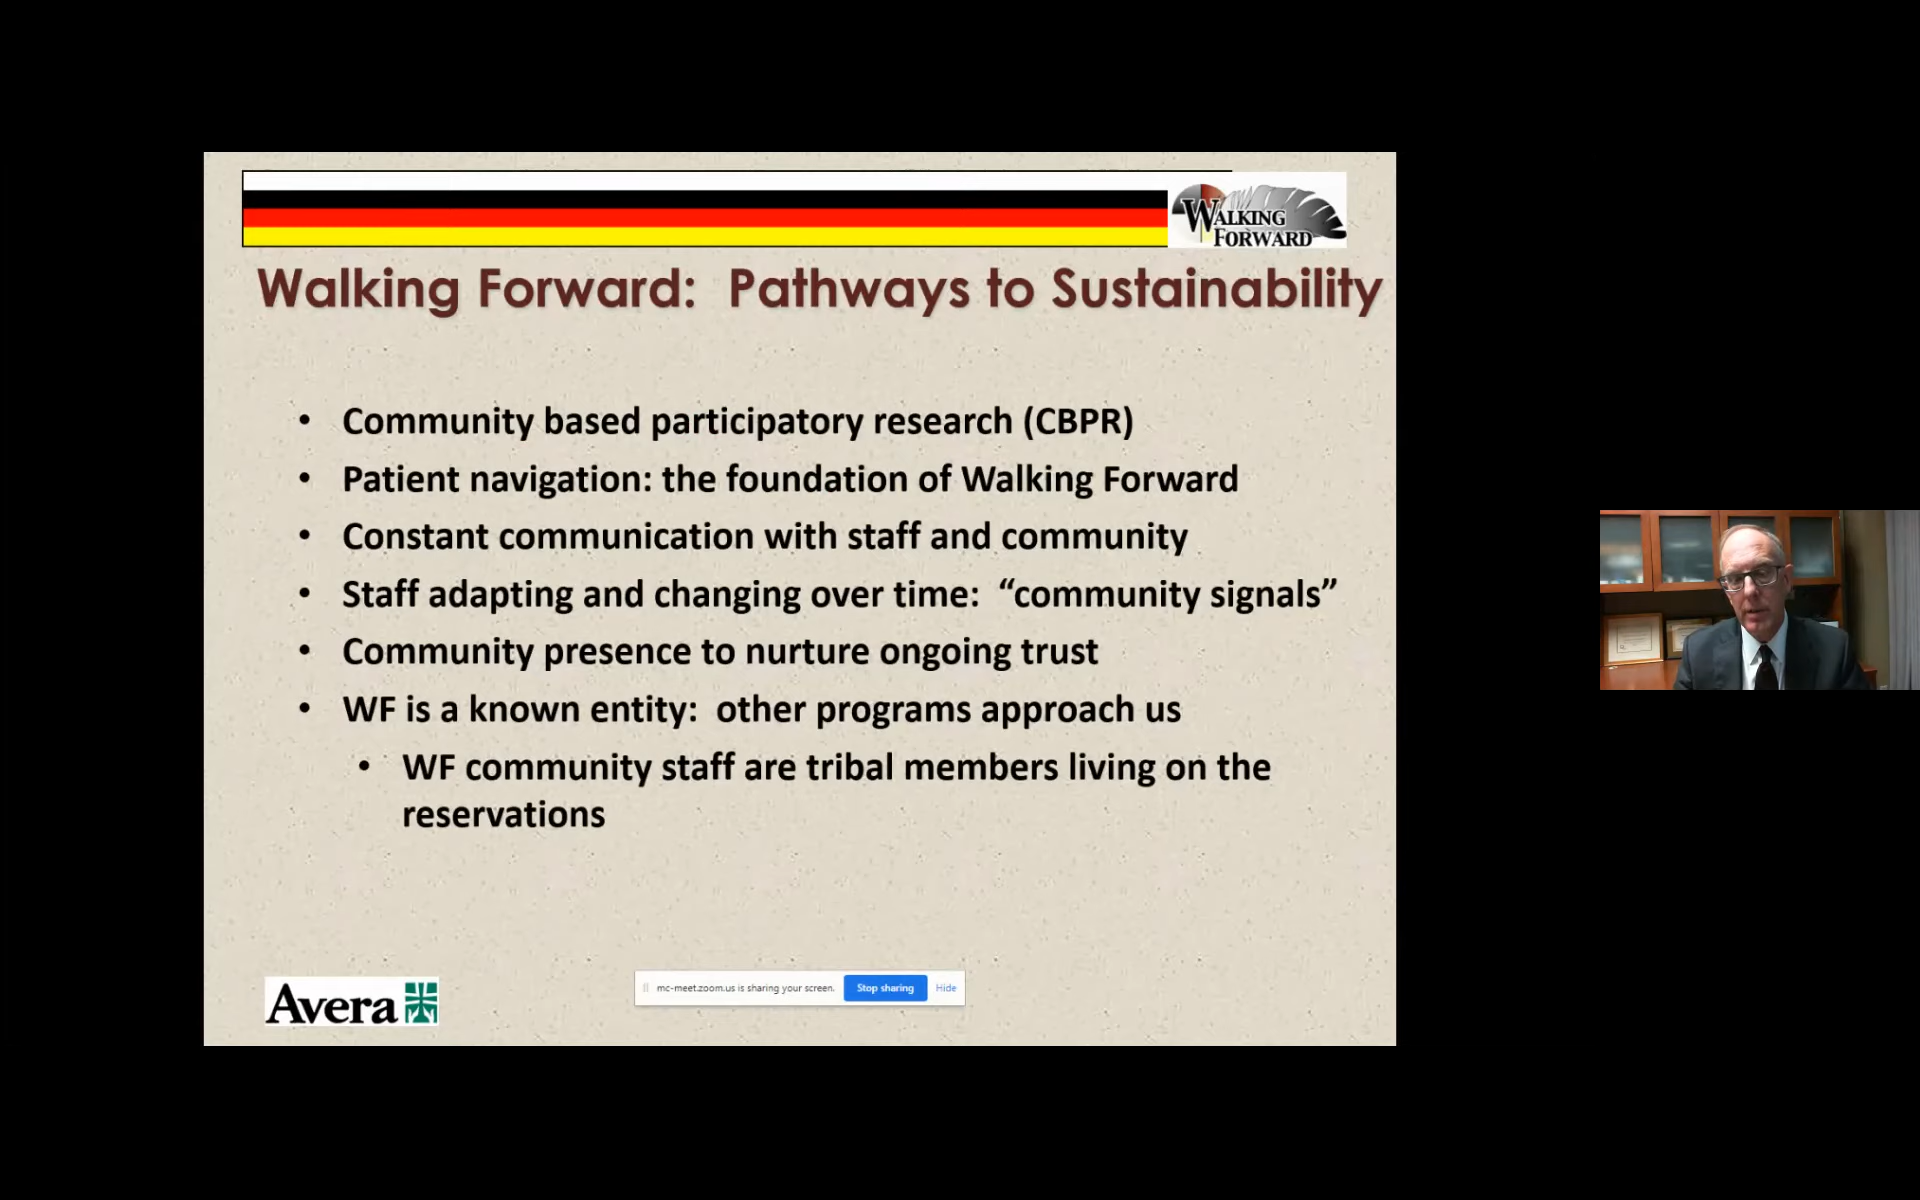 WALKING
FORWARD
Walking Forward: Pathways to Sustainability
• Community based participatory research (CBPR)
• Patient navigation: the foundation of Walking Forward
• Constant communication with staff and community
• Staff adapting and changing over time: “community signals”
• Community presence to nurture ongoing trust
• WF is a known entity: other programs approach us
• WF community staff are tribal members living on the
reservations
Avera
mc-meet.zoom.us is sharing your screen. Stop sharing Hide